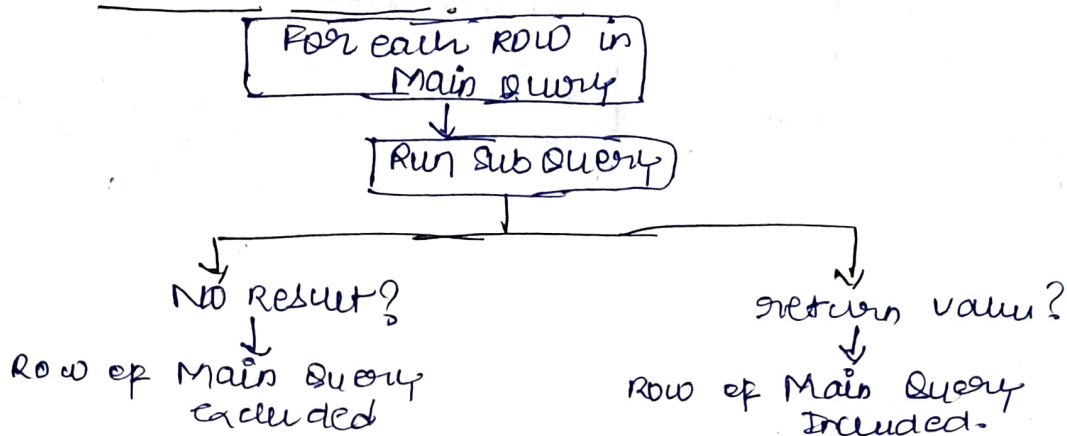 For each ROW in
Main Query
Run Sub Query
NO Result?
return value?
Row of Main Query
excluded
Row of Main Query
Included.